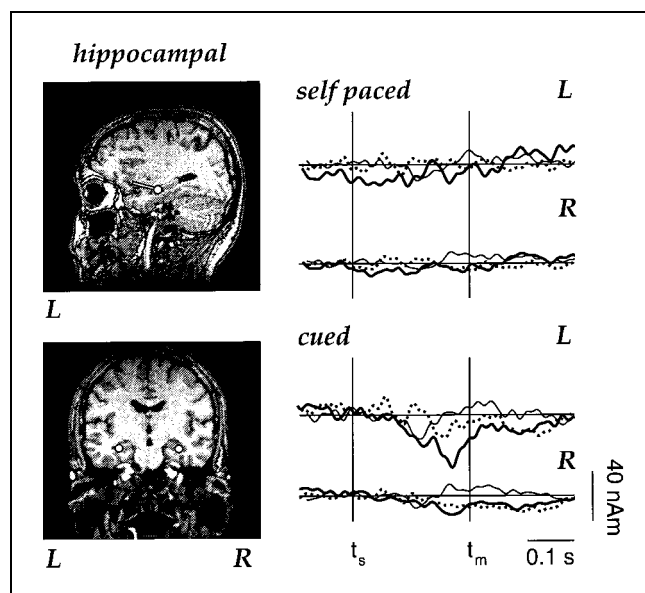 hippocampal
self paced L
R
L
cued L
R
L R
t_s t_m 0.1 s
40 nAm